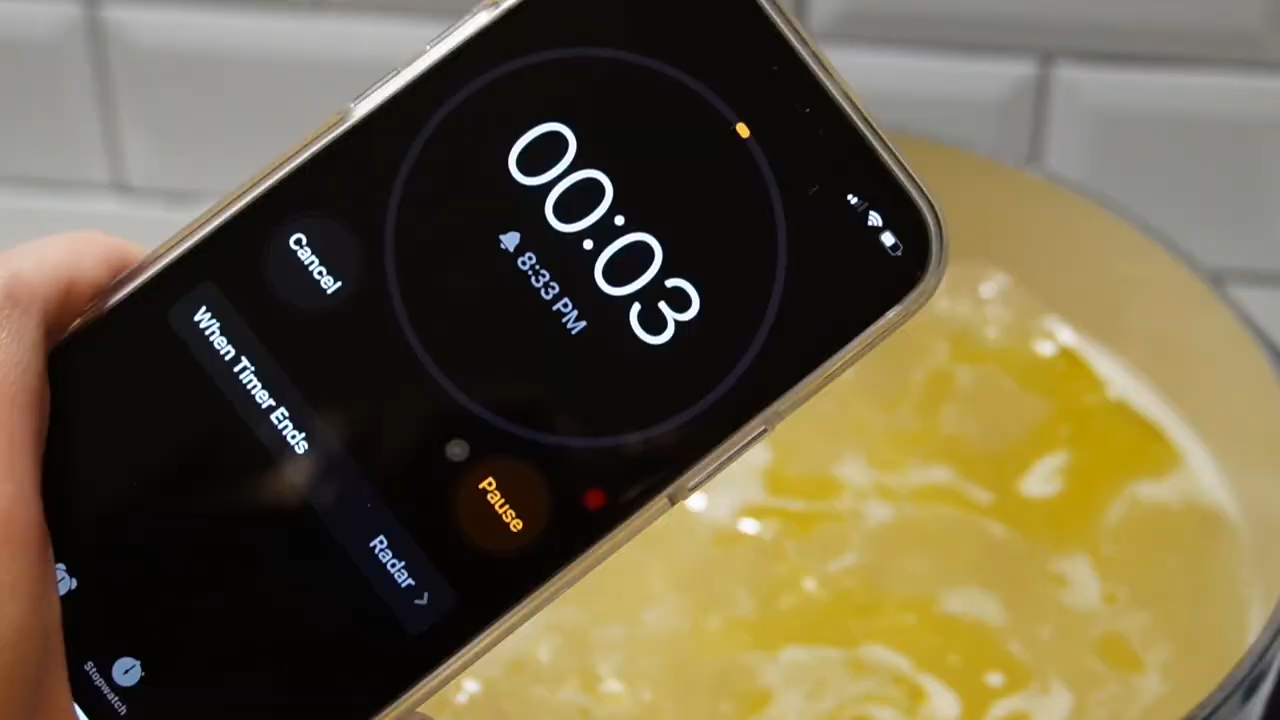 00:03
8:33 PM
Cancel
Pause
When Timer Ends
Radar
Stopwatch